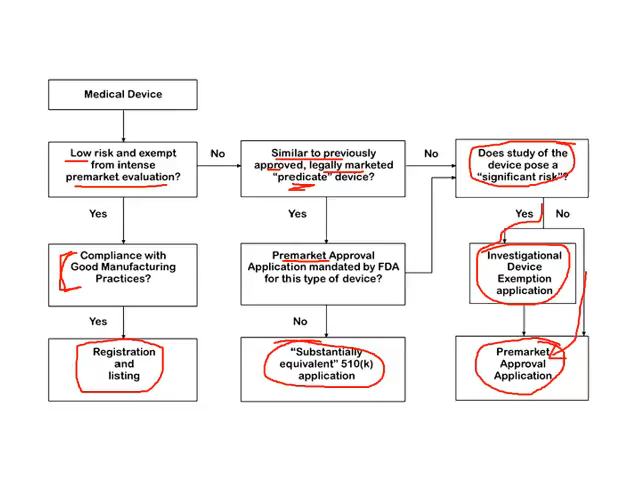 Medical Device
Low risk and exempt
from intense
premarket evaluation?
No
Similar to previously
approved, legally marketed
“predicate” device?
No
Does study of the
device pose a
“significant risk”?
Yes
Yes
Yes
No
Compliance with
Good Manufacturing
Practices?
Premarket Approval
Application mandated by FDA
for this type of device?
Investigational
Device
Exemption
application
Yes
No
Registration
and
listing
“Substantially
equivalent” 510(k)
application
Premarket
Approval
Application